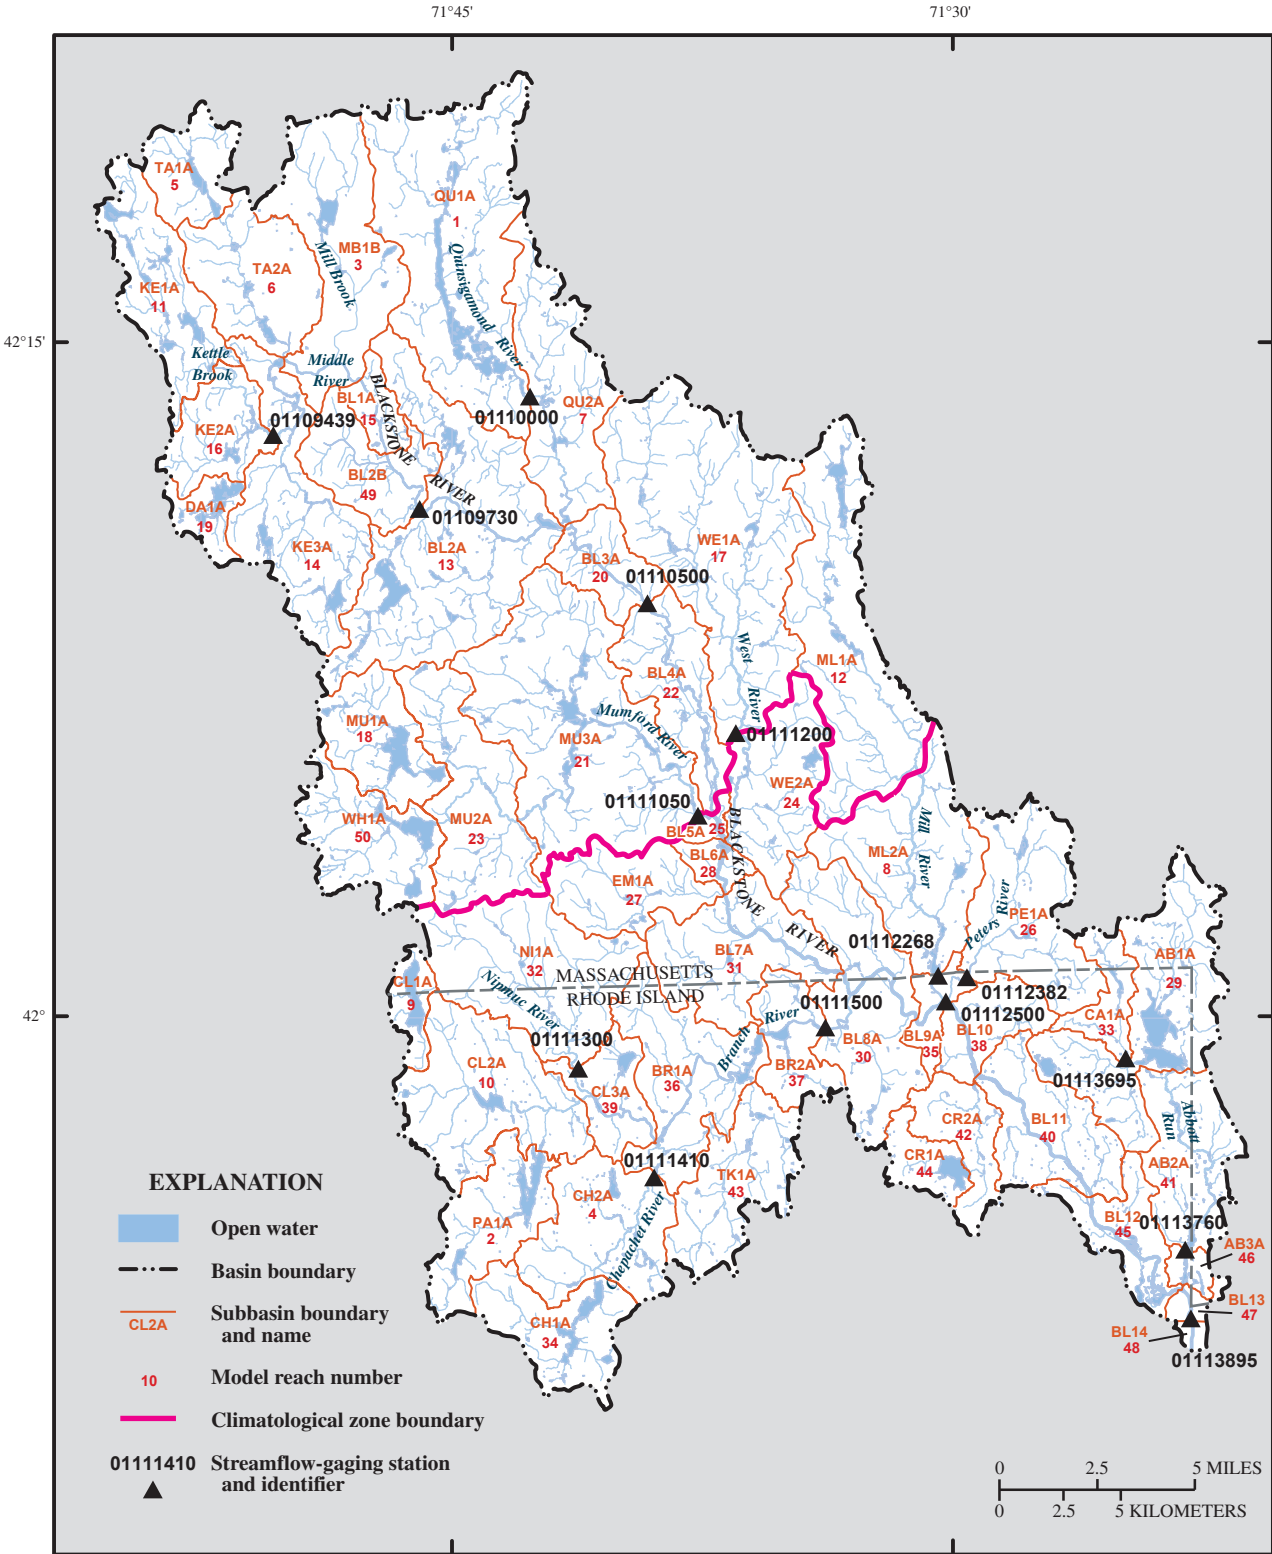 71°45'
71°30'
TA1A
5
QU1A
1
MB1B
3
Mill Brook
TA2A
6
Quinsigamond River
KE1A
11
42°15'
Kettle
Brook
Middle
River
BL1A
15
BLACKSTONE
01109439
01110000
QU2A
7
KE2A
16
BL2B
49
RIVER
01109730
DA1A
19
KE3A
14
BL2A
13
WE1A
17
BL3A
20
01110500
West
River
ML1A
12
BL4A
22
Mumford River
MU1A
18
MU3A
21
01111200
WE2A
24
01111050
WH1A
50
MU2A
23
BL5A
25
BLACKSTONE
Mill
River
BL6A
28
ML2A
8
EM1A
27
RIVER
Peters River
PE1A
26
01112268
NI1A
32
BL7A
31
AB1A
29
MASSACHUSETTS
RHODE ISLAND
CL1A
9
Nipmuc River
01111500
01112382
01112500
42°
CA1A
33
Branch
River
01111300
BL8A
30
BL9A
35
BL10
38
CL2A
10
BR1A
36
BR2A
37
01113695
CL3A
39
CR2A
42
BL11
40
Abbott
Run
CR1A
44
01111410
AB2A
41
TK1A
43
CH2A
4
PA1A
2
Chepachet River
BL12
45
01113760
AB3A
46
BL13
47
CH1A
34
BL14
48
01113895
EXPLANATION
Open water
Basin boundary
CL2A
Subbasin boundary
and name
10
Model reach number
Climatological zone boundary
01111410
Streamflow-gaging station
and identifier
0 2.5 5 MILES
0 2.5 5 KILOMETERS